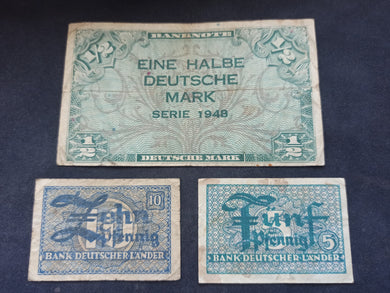 BANKNOTE
1/2 1/2
EINE HALBE
DEUTSCHE
MARK
SERIE 1948
1/2 1/2
DEUTSCHE MARK
10
Zehn
Pfennig
BANK DEUTSCHER LÄNDER
Fünf
Pfennig
5
BANK DEUTSCHER LÄNDER